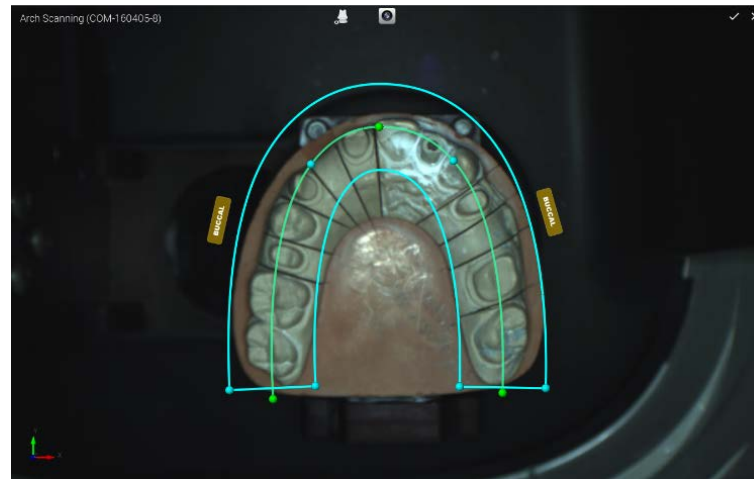 Arch Scanning (COM-160405-8)
BUCCAL
BUCCAL
Y
X